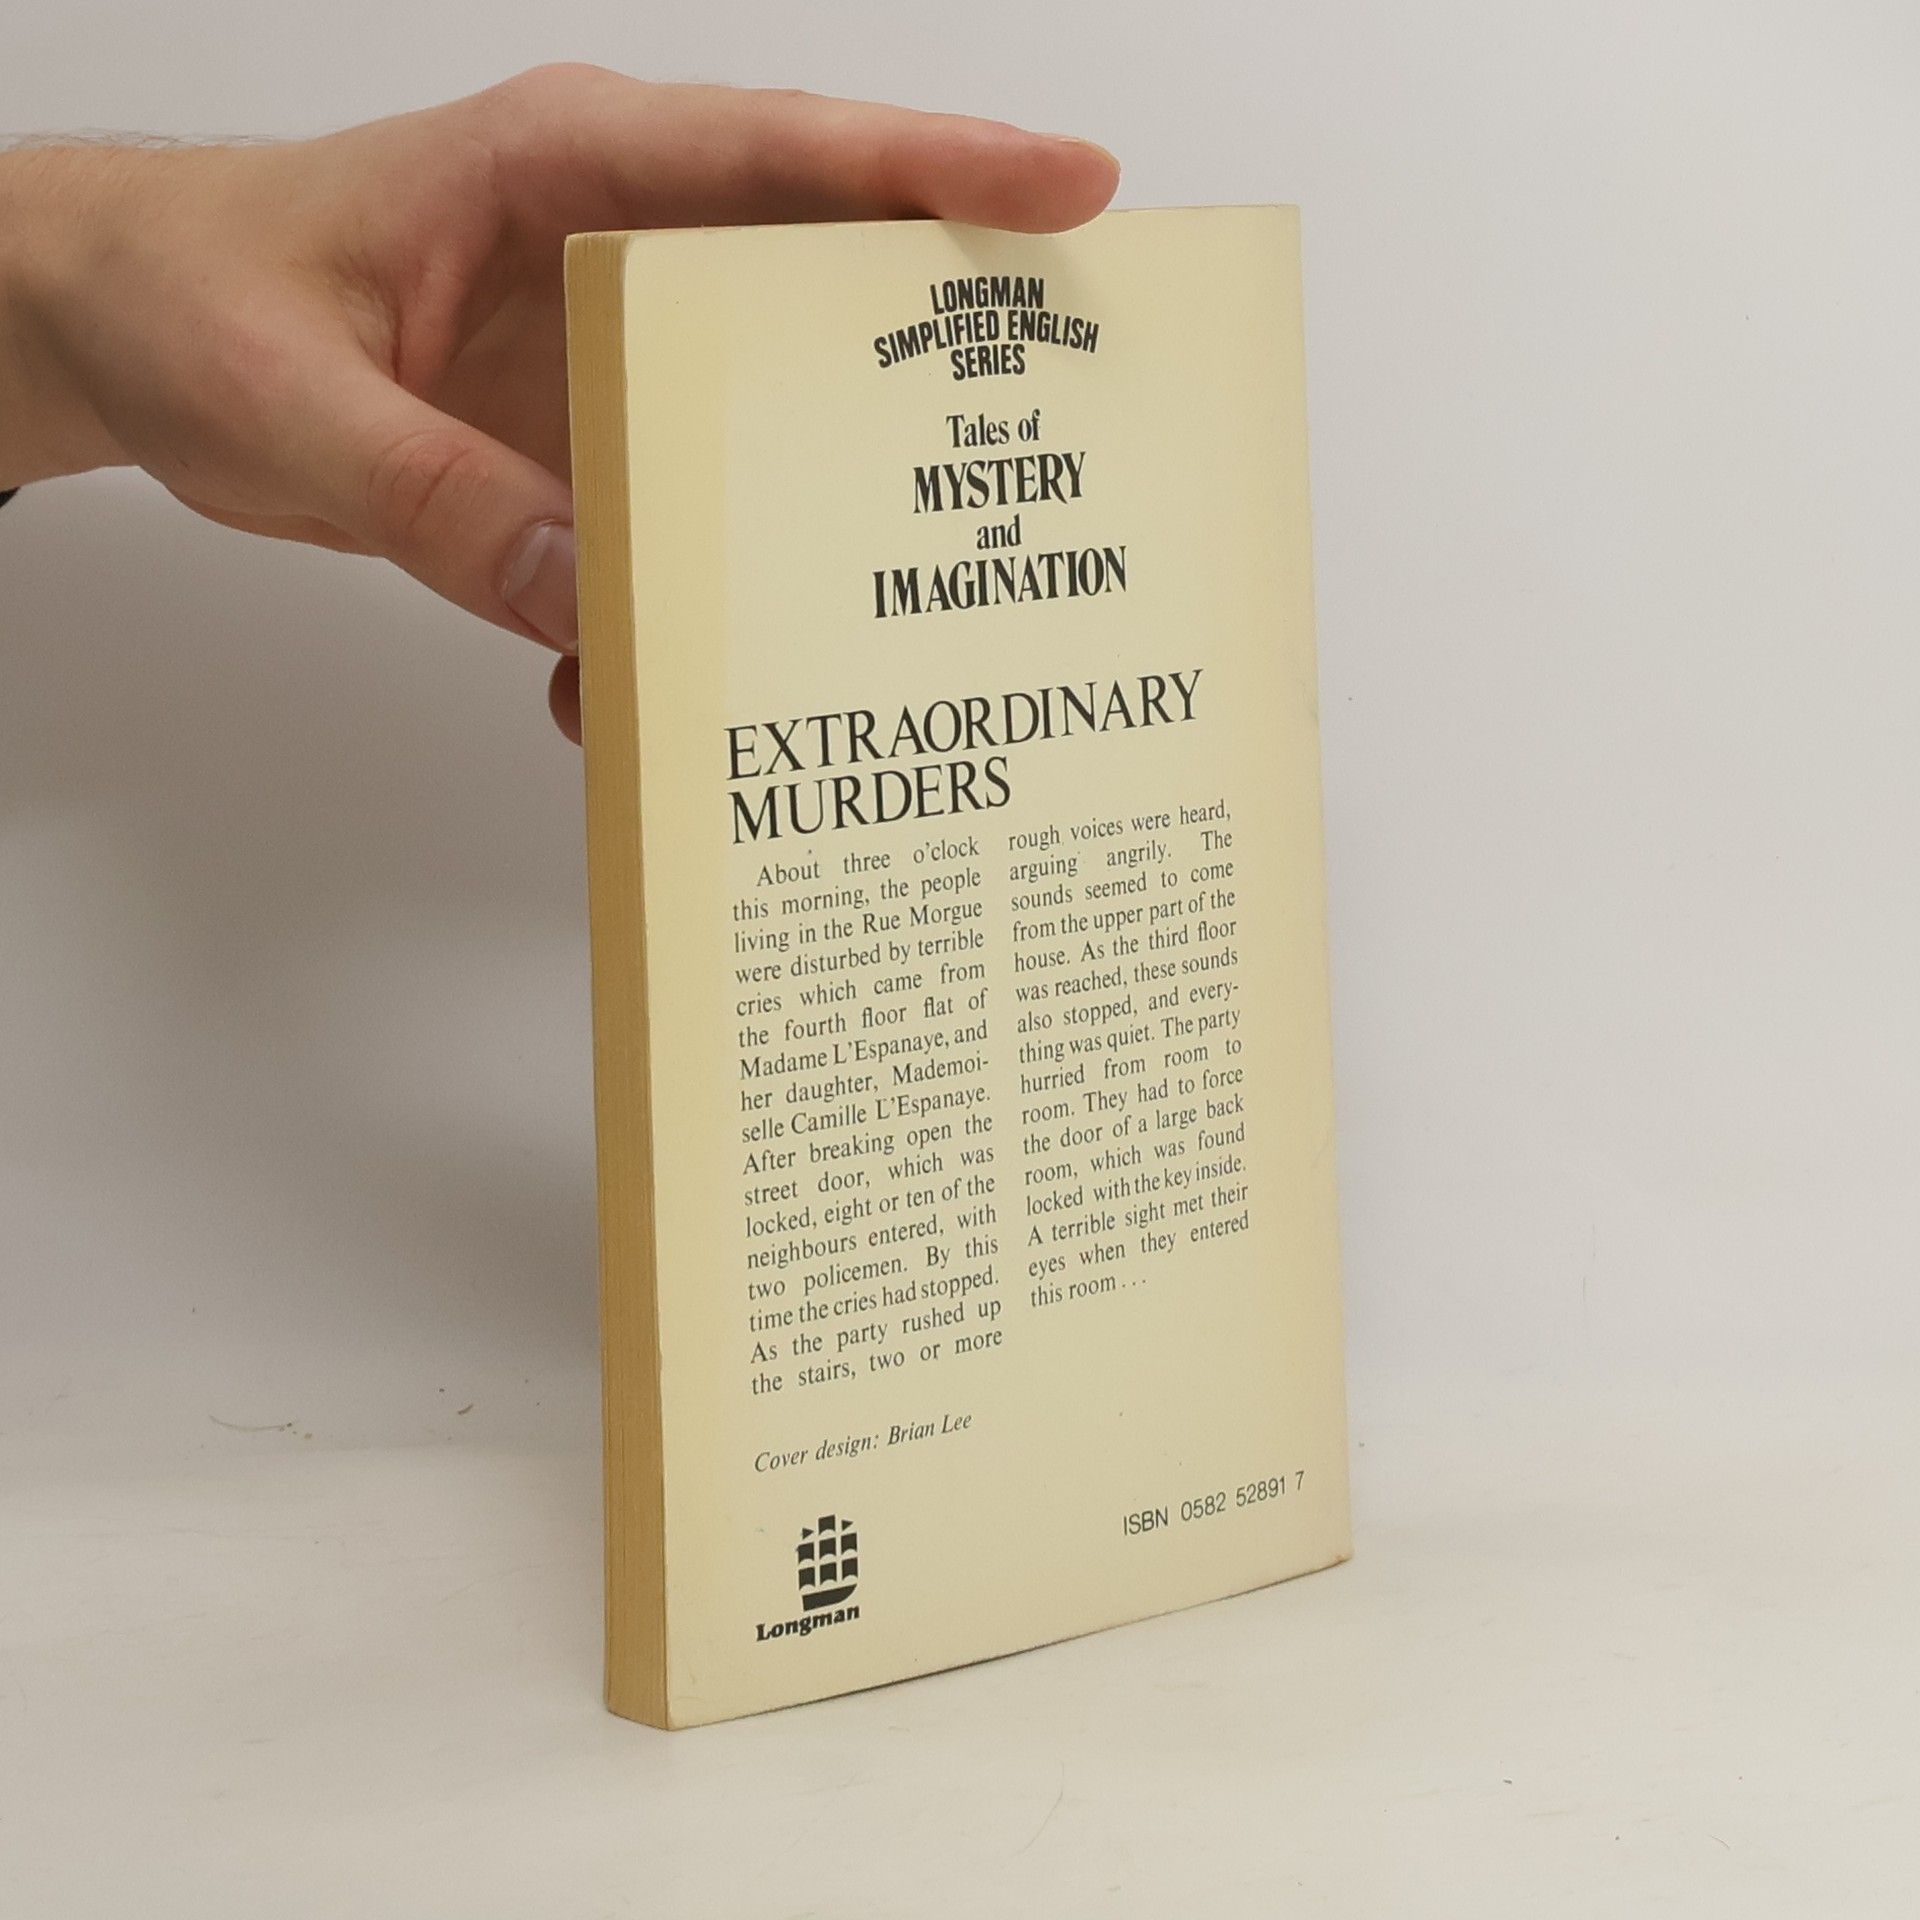 LONGMAN
SIMPLIFIED ENGLISH
SERIES
Tales of
MYSTERY
and
IMAGINATION
EXTRAORDINARY
MURDERS
About three o'clock
this morning, the people
living in the Rue Morgue
were disturbed by terrible
cries which came from
the fourth floor flat of
Madame L'Espanaye, and
her daughter, Mademoi-
selle Camille L'Espanaye.
After breaking open the
street door, which was
locked, eight or ten of the
neighbours entered, with
two policemen. By this
time the cries had stopped.
As the party rushed up
the stairs, two or more
rough voices were heard,
arguing angrily. The
sounds seemed to come
from the upper part of the
house. As the third floor
was reached, these sounds
also stopped, and every-
thing was quiet. The party
hurried from room to
room. They had to force
the door of a large back
room, which was found
locked with the key inside.
A terrible sight met their
eyes when they entered
this room . . .
Cover design: Brian Lee
Longman
ISBN 0582 52891 7